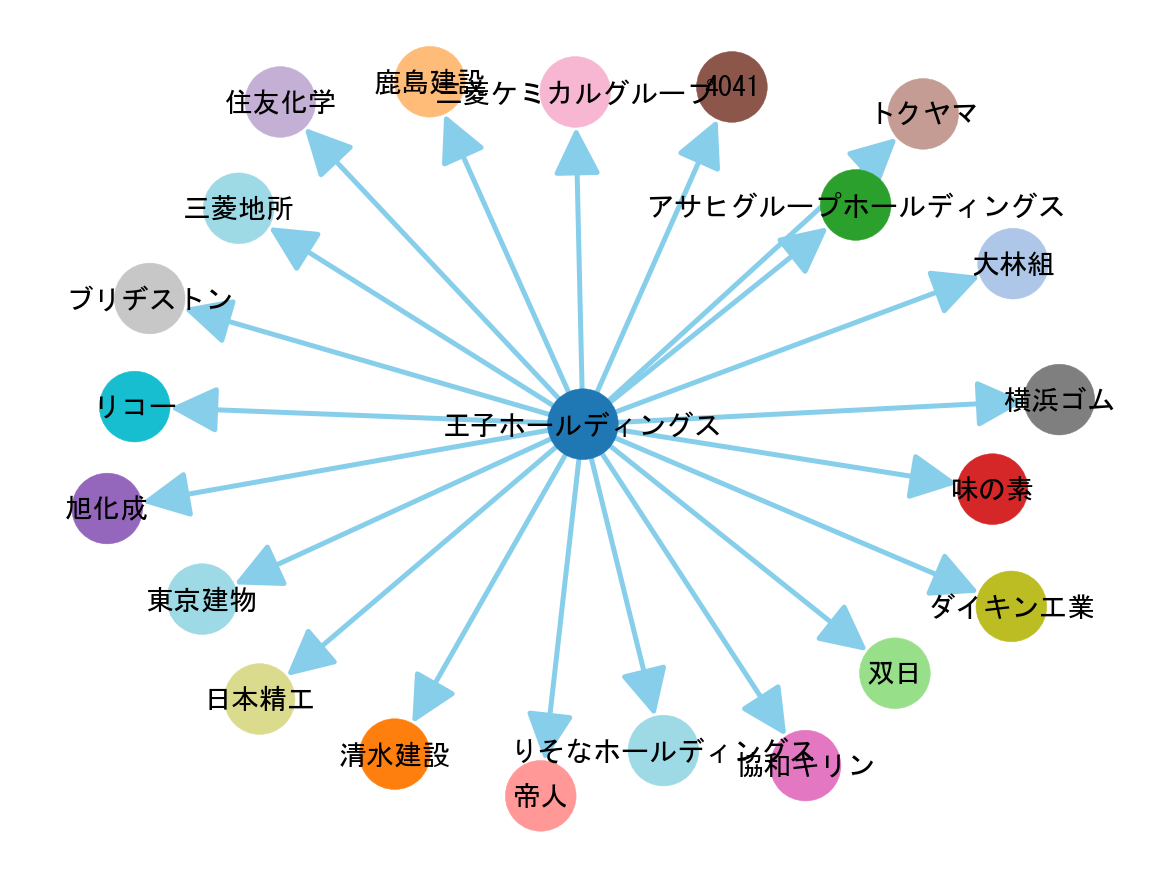 鹿島建設
三菱ケミカルグループ
4041
住友化学
トクヤマ
三菱地所
アサヒグループホールディングス
大林組
ブリヂストン
リコー
横浜ゴム
王子ホールディングス
味の素
旭化成
東京建物
ダイキン工業
双日
日本精工
清水建設
りそなホールディングス
協和キリン
帝人